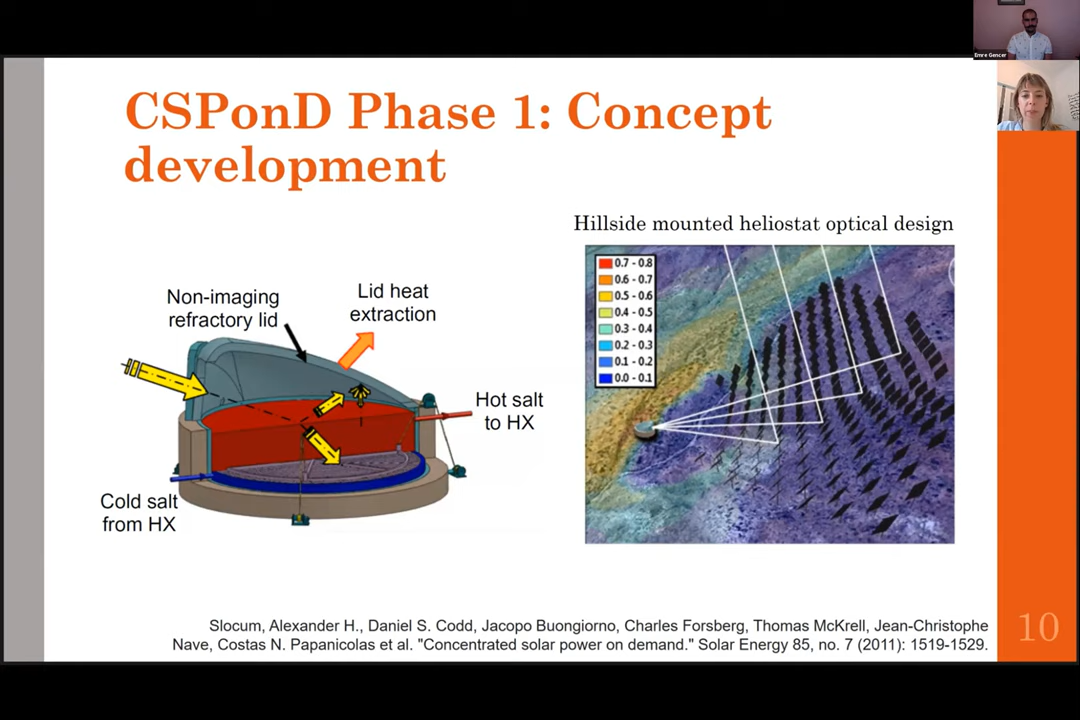 Emre Gencer
CSPonD Phase 1: Concept
development
Hillside mounted heliostat optical design
Non-imaging
refractory lid
Lid heat
extraction
Hot salt
to HX
Cold salt
from HX
0.7 - 0.8
0.6 - 0.7
0.5 - 0.6
0.4 - 0.5
0.3 - 0.4
0.2 - 0.3
0.1 - 0.2
0.0 - 0.1
Slocum, Alexander H., Daniel S. Codd, Jacopo Buongiorno, Charles Forsberg, Thomas McKrell, Jean-Christophe
Nave, Costas N. Papanicolas et al. "Concentrated solar power on demand." Solar Energy 85, no. 7 (2011): 1519-1529.
10